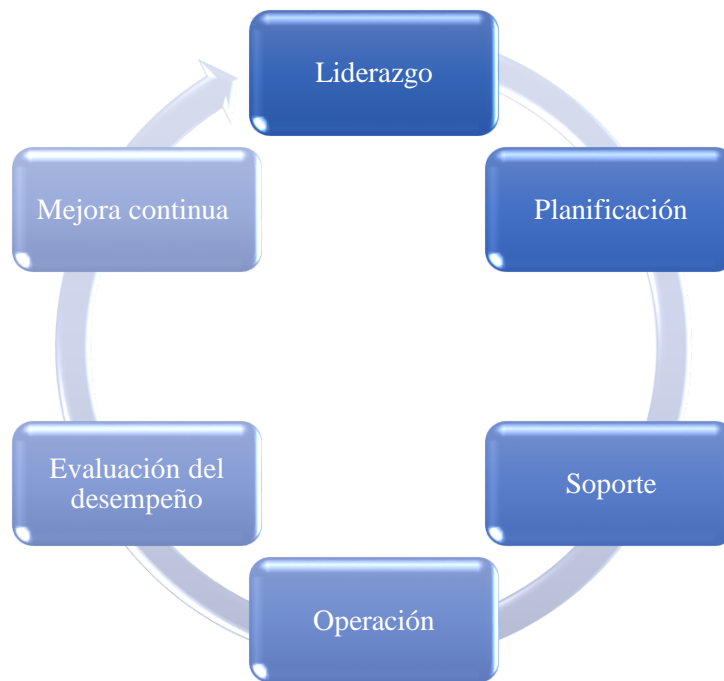 Liderazgo
Planificación
Soporte
Operación
Evaluación del
desempeño
Mejora continua